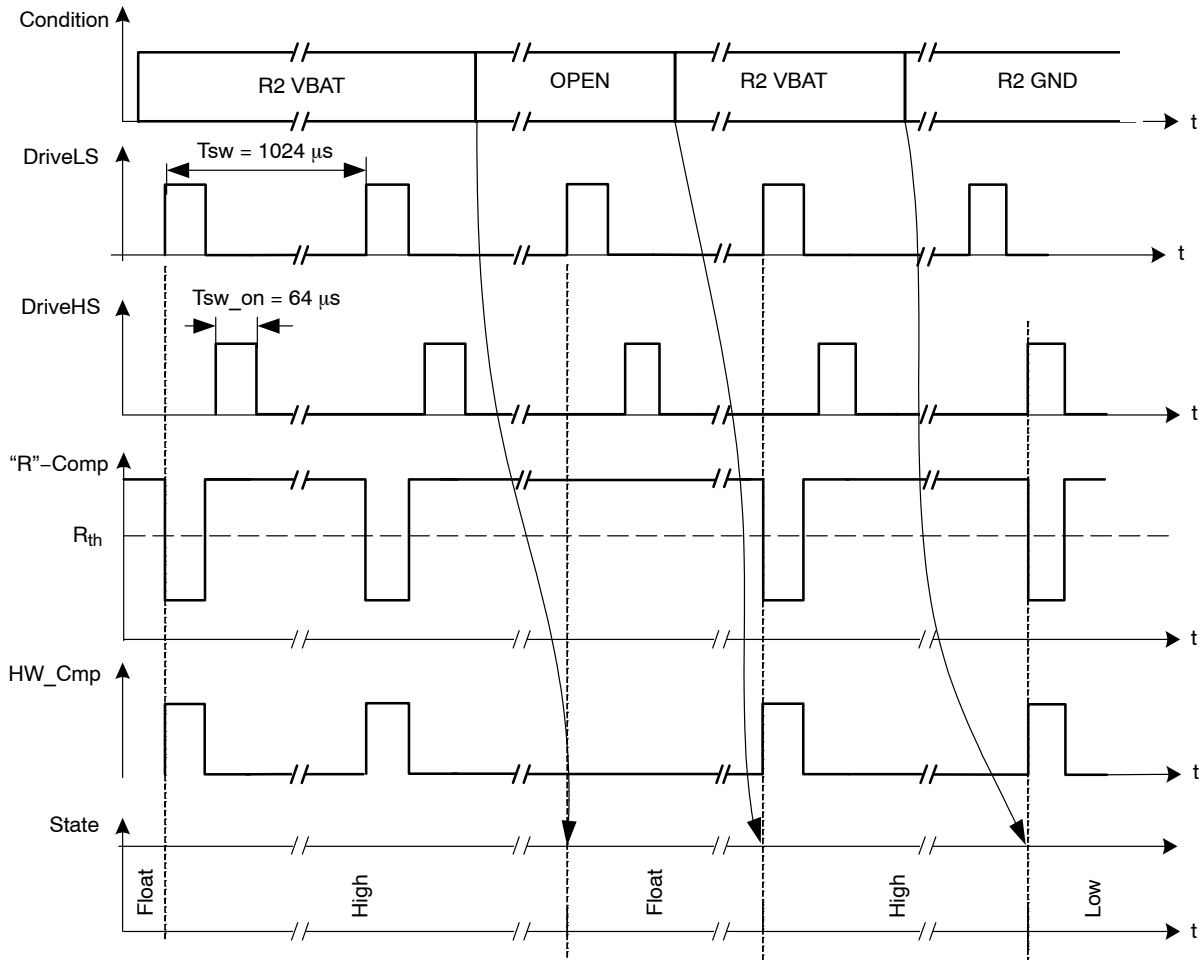 Condition
R2 VBAT
OPEN
R2 VBAT
R2 GND
t
DriveLS
Tsw = 1024 μs
t
DriveHS
Tsw_on = 64 μs
t
“R”−Comp
Rth
t
HW_Cmp
t
State
t
Float
High
Float
High
Low
t